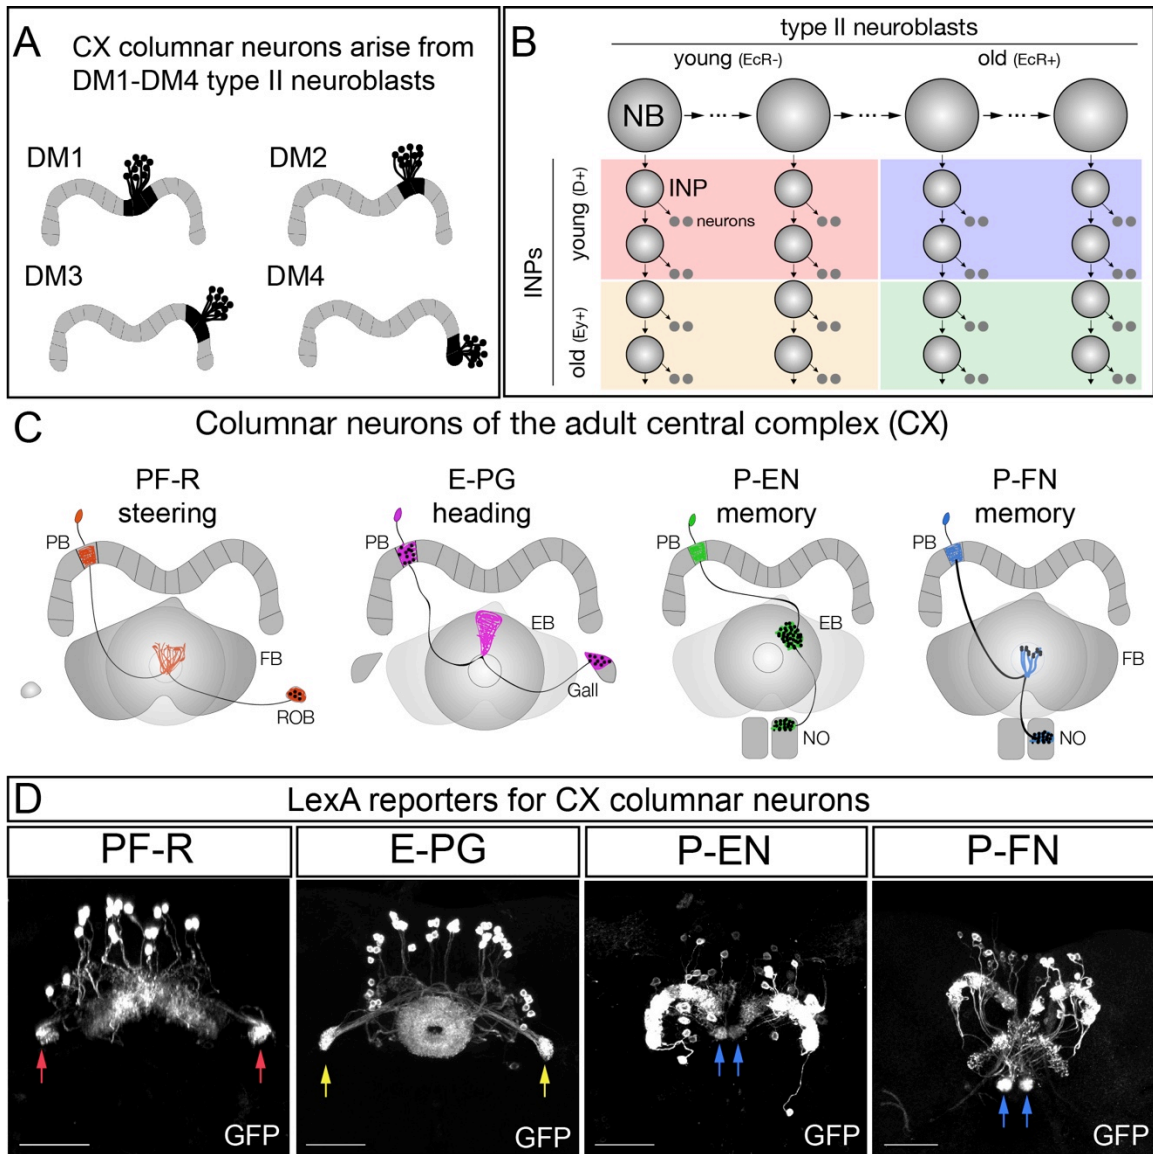 A
CX columnar neurons arise from
DM1-DM4 type II neuroblasts
DM1
DM2
DM3
DM4
B
type II neuroblasts
young (EcR-)
old (EcR+)
NB
INPs
young (D+)
old (Ey+)
INP
neurons
C
Columnar neurons of the adult central complex (CX)
PF-R
steering
PB
FB
ROB
E-PG
heading
PB
EB
Gall
P-EN
memory
PB
EB
NO
P-FN
memory
PB
FB
NO
D
LexA reporters for CX columnar neurons
PF-R
E-PG
P-EN
P-FN
GFP
GFP
GFP
GFP